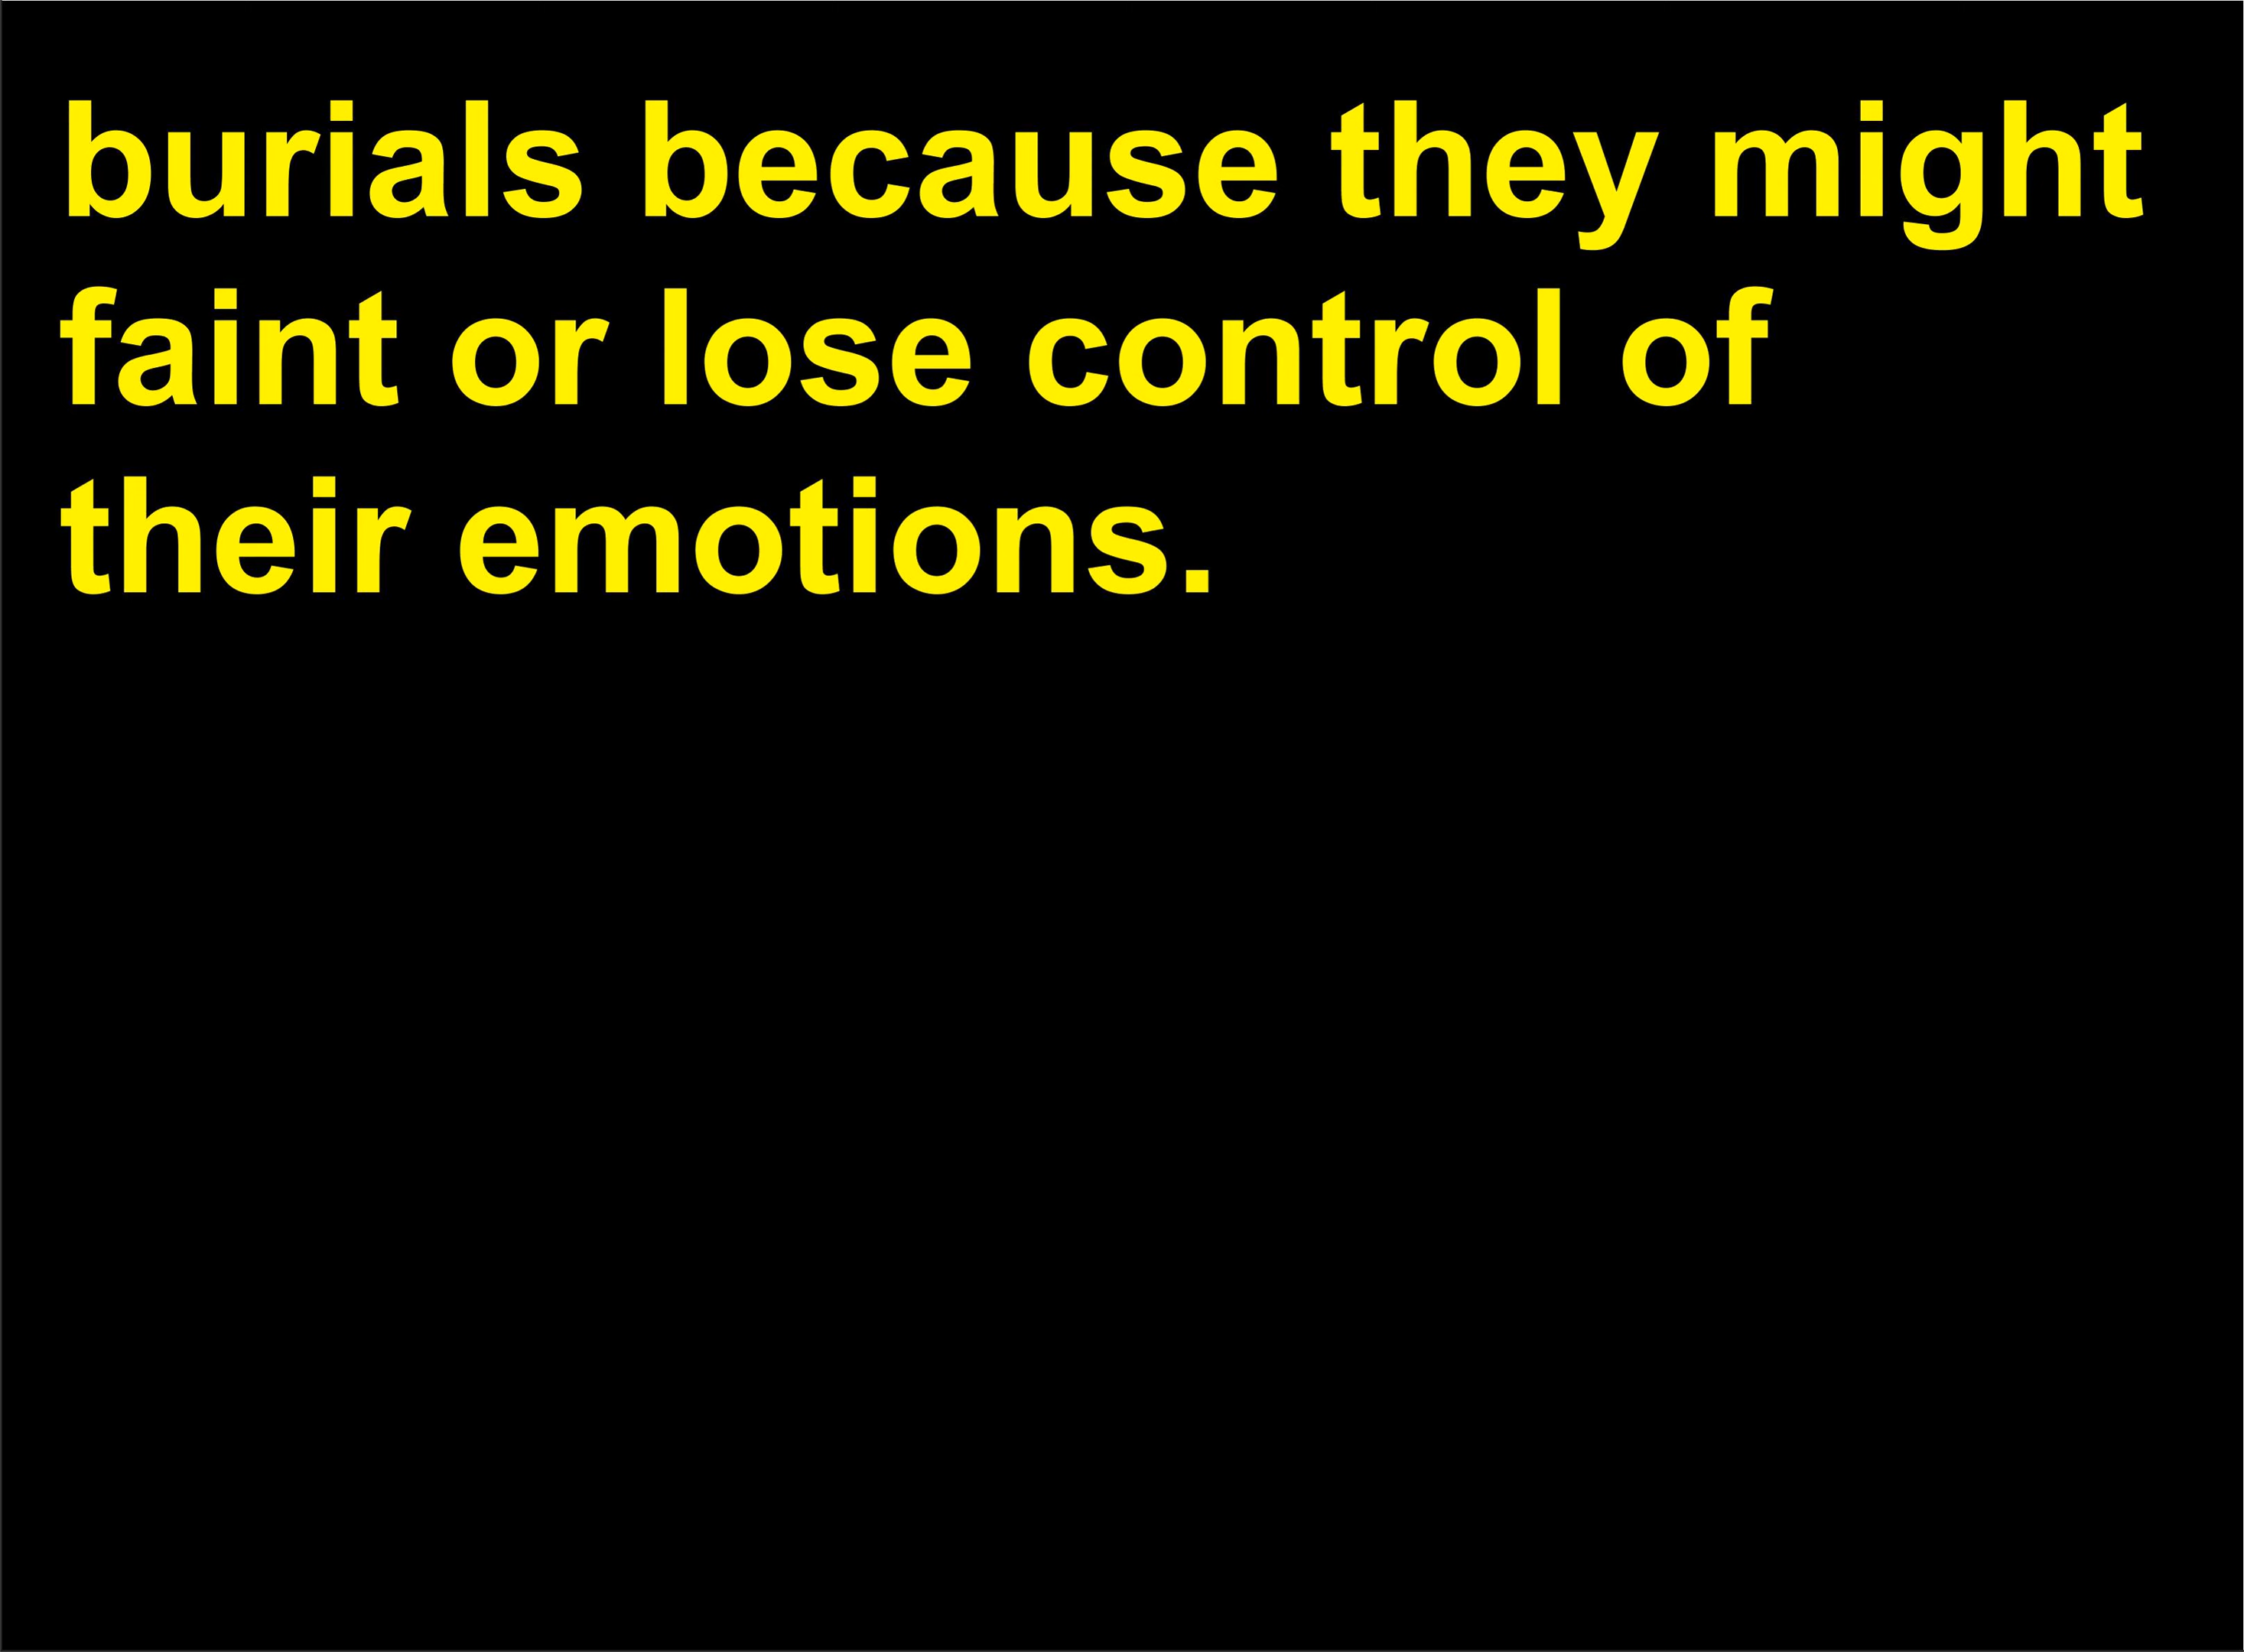 burials because they might
faint or lose control of
their emotions.